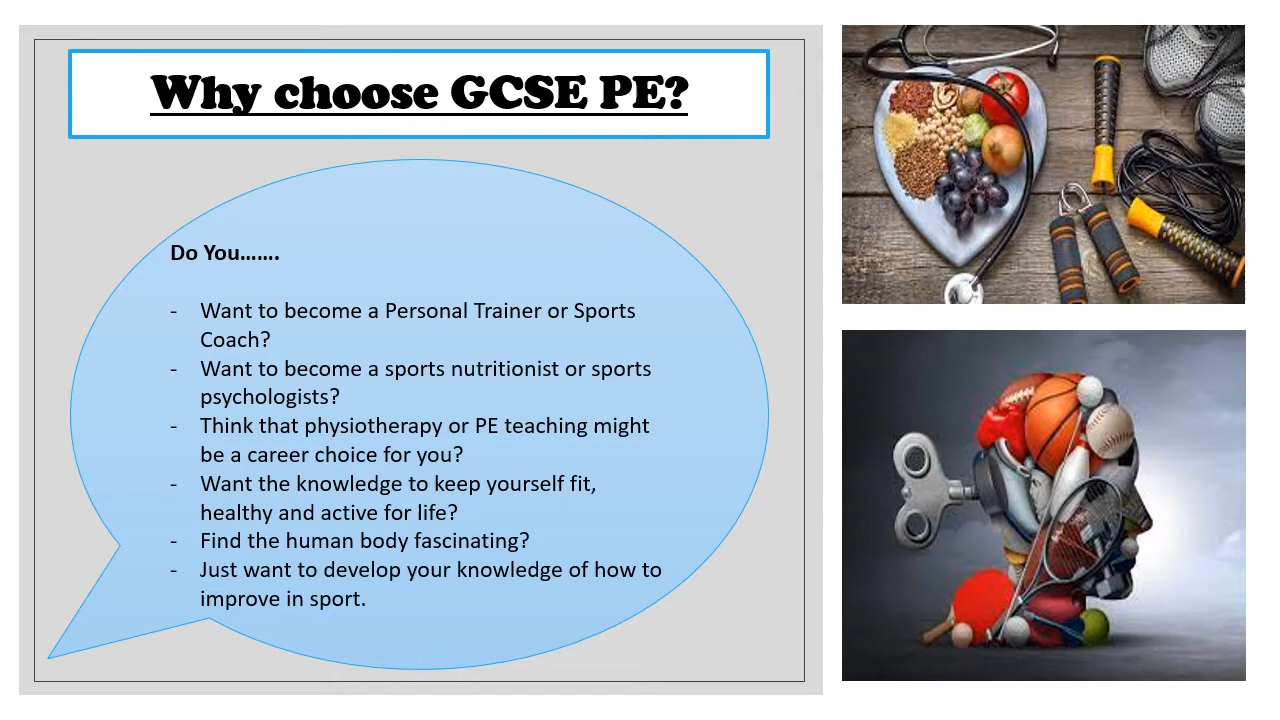 Why choose GCSE PE?
Do You.......
- Want to become a Personal Trainer or Sports
Coach?
- Want to become a sports nutritionist or sports
psychologists?
- Think that physiotherapy or PE teaching might
be a career choice for you?
- Want the knowledge to keep yourself fit,
healthy and active for life?
- Find the human body fascinating?
- Just want to develop your knowledge of how to
improve in sport.